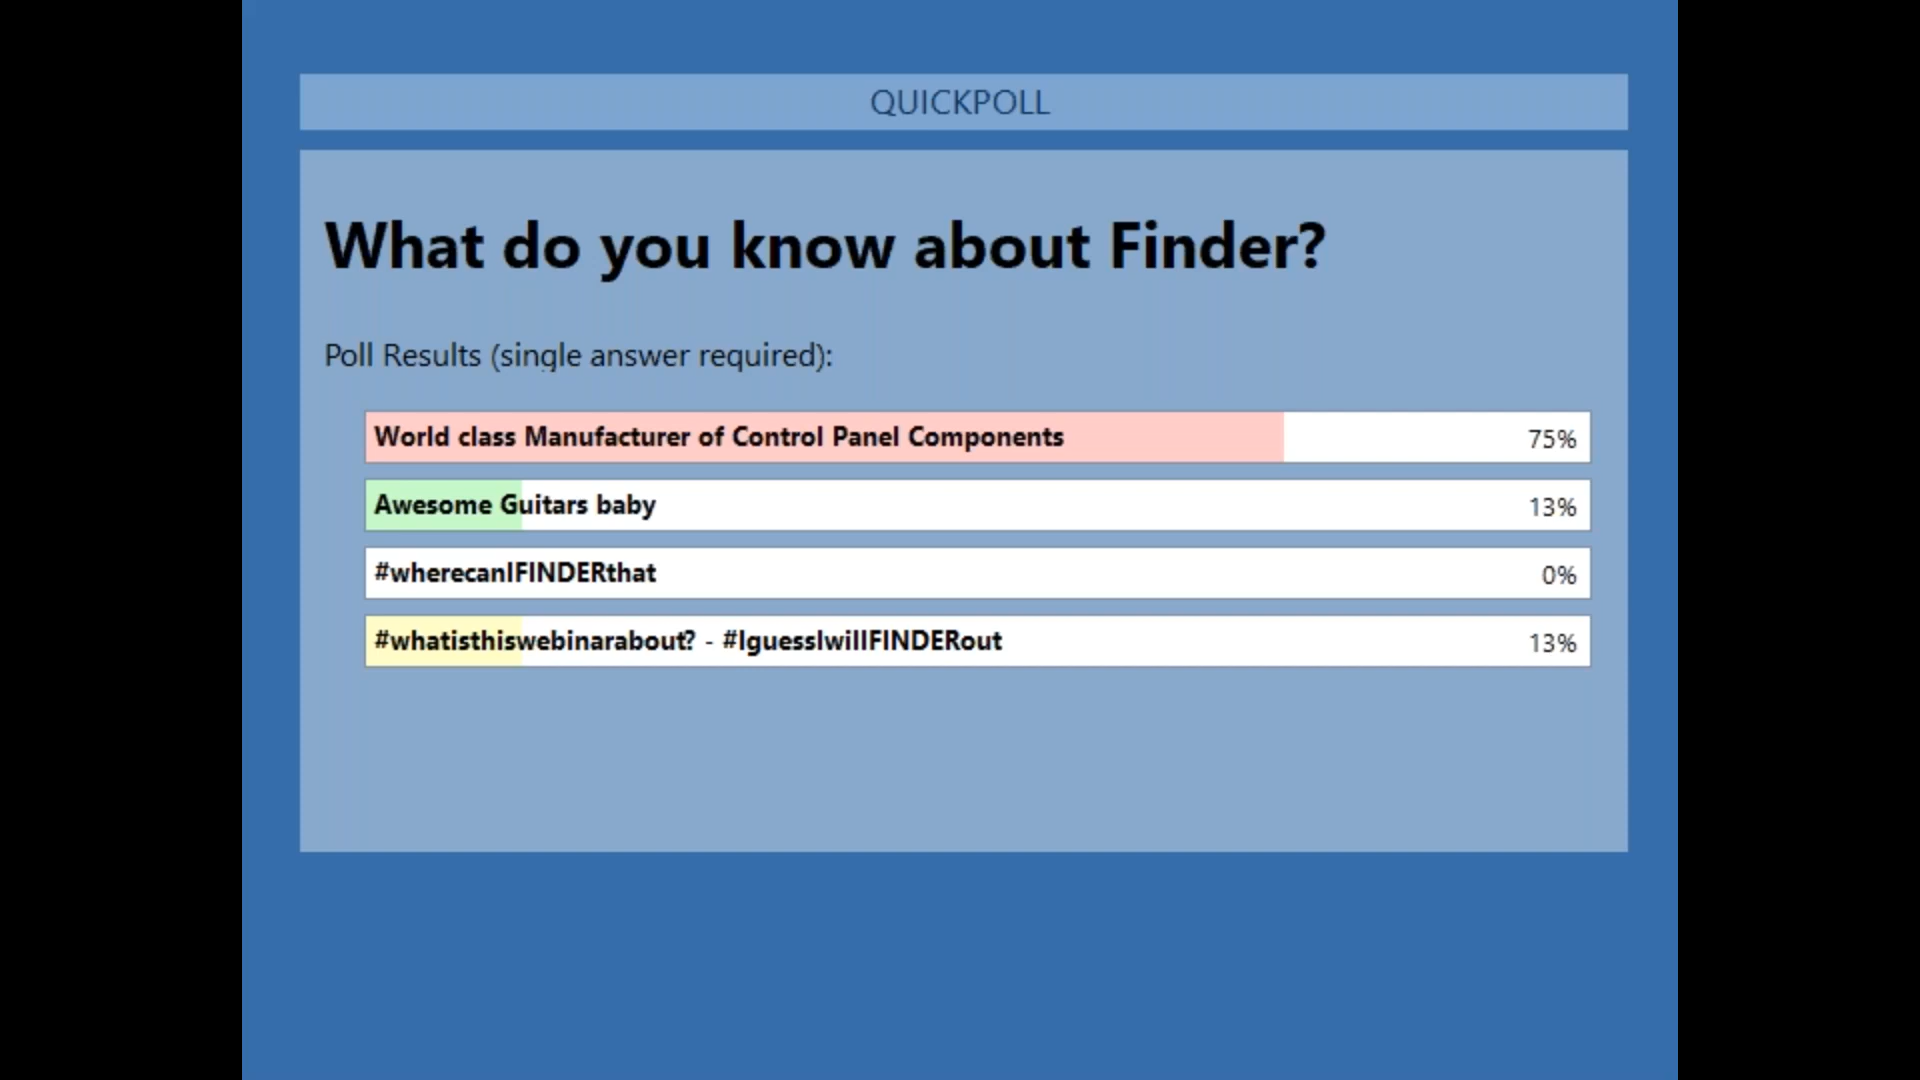 QUICKPOLL
What do you know about Finder?
Poll Results (single answer required):
World class Manufacturer of Control Panel Components 75%
Awesome Guitars baby 13%
#wherecanIFINDERthat 0%
#whatisthiswebinarabout? - #IguessIwillFINDERout 13%